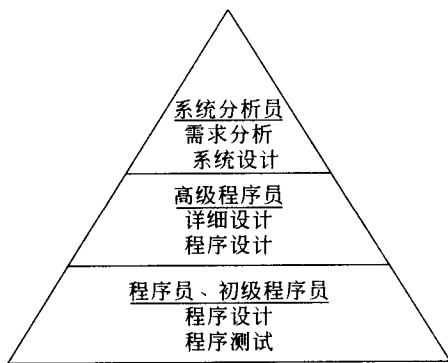 系统分析员
需求分析
系统设计
高级程序员
详细设计
程序设计
程序员、初级程序员
程序设计
程序测试